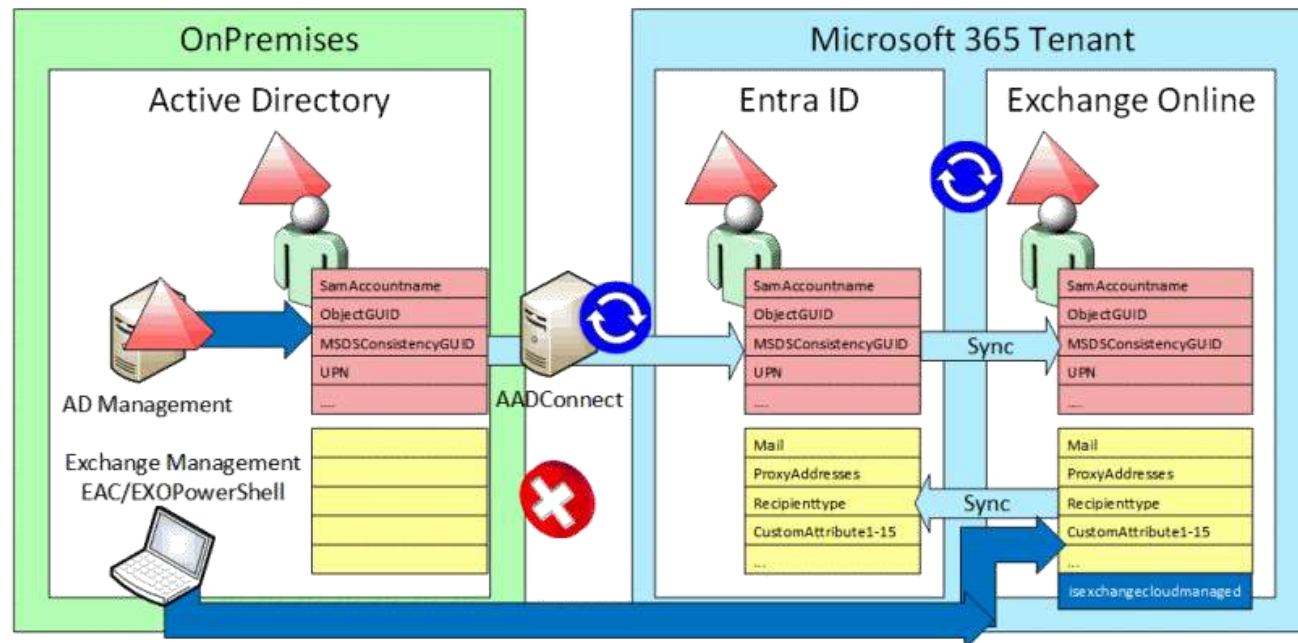 OnPremises
Microsoft 365 Tenant
Active Directory
Entra ID
Exchange Online
SamAccountname
ObjectGUID
MSDSConsistencyGUID
UPN
....
AD Management
AADConnect
SamAccountname
ObjectGUID
MSDSConsistencyGUID
UPN
....
Sync
SamAccountname
ObjectGUID
MSDSConsistencyGUID
UPN
....
Exchange Management
EAC/EXOPowerShell
Mail
ProxyAddresses
Recipienttype
CustomAttribute1-15
...
Sync
Mail
ProxyAddresses
Recipienttype
CustomAttribute1-15
...
isexchangecloudmanaged